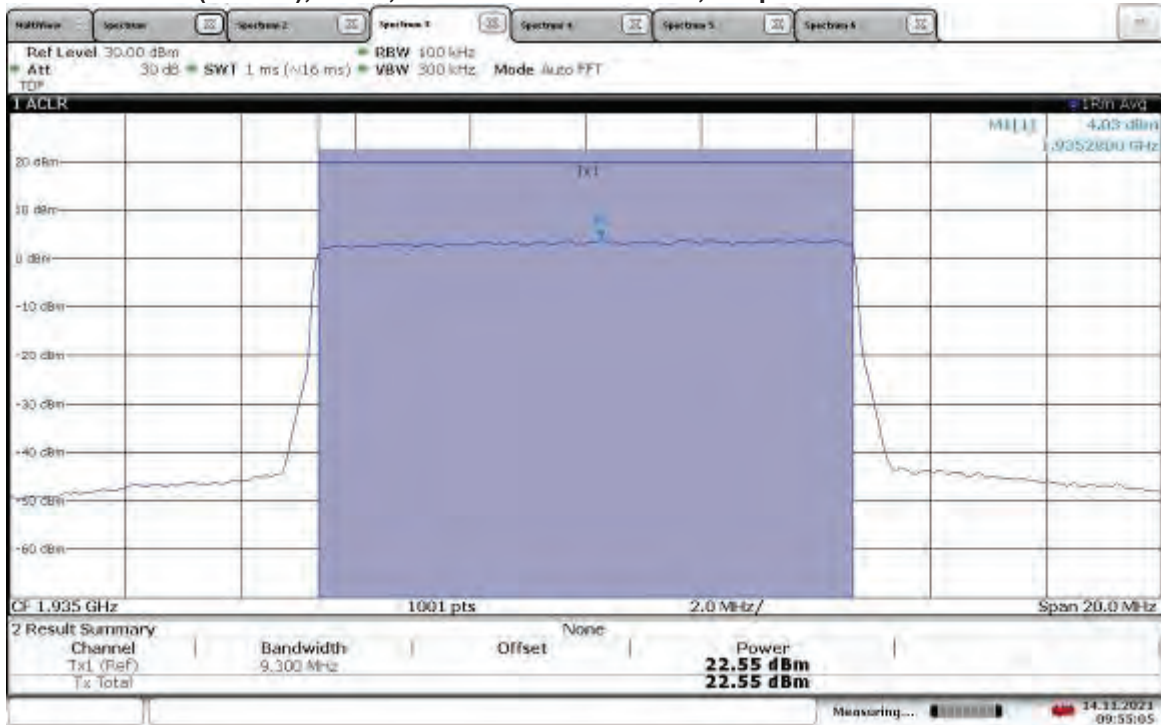 MultiView Spectrum Spectrum 2 Spectrum 3 Spectrum 4 Spectrum 5 Spectrum 6
Ref Level 30.00 dBm RBW 100 kHz
Att 30 dB SWT 1 ms (~16 ms) VBW 300 kHz Mode Auto FFT
TDF
1 ACLR 1Rm Avg
M1[1] 4.03 dBm
1.9352800 GHz
20 dBm
Tx1
10 dBm
0 dBm
-10 dBm
-20 dBm
-30 dBm
-40 dBm
-50 dBm
-60 dBm
CF 1.935 GHz 1001 pts 2.0 MHz/ Span 20.0 MHz
2 Result Summary None
Channel Bandwidth Offset Power
Tx1 (Ref) 9.300 MHz 22.55 dBm
Tx Total 22.55 dBm
Measuring... 14.11.2021
09:55:05